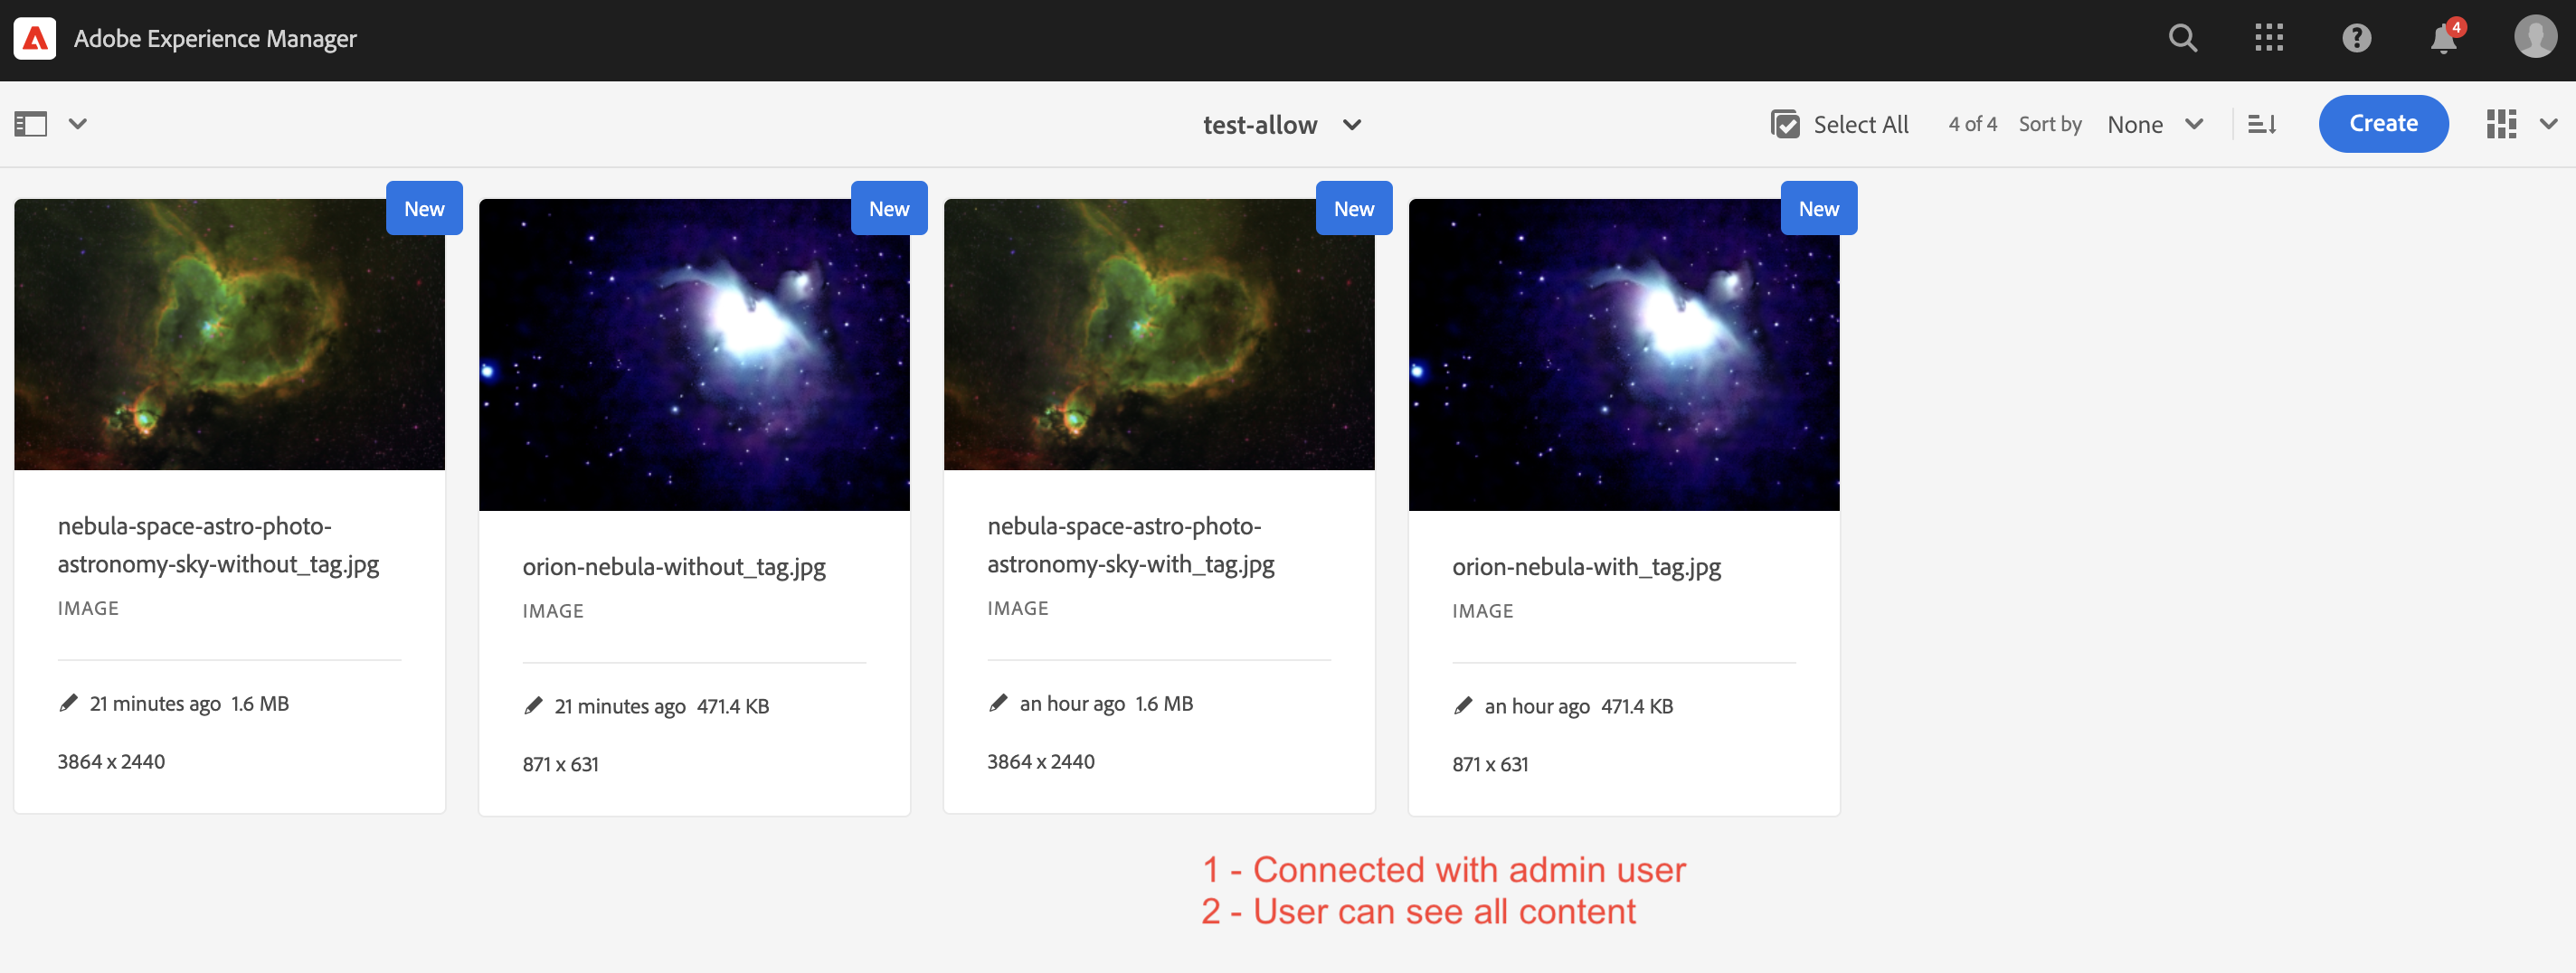 Adobe Experience Manager
4
test-allow
Select All 4 of 4 Sort by None
Create
New
New
New
New
nebula-space-astro-photo-
astronomy-sky-without_tag.jpg
IMAGE
21 minutes ago 1.6 MB
3864 x 2440
orion-nebula-without_tag.jpg
IMAGE
21 minutes ago 471.4 KB
871 x 631
nebula-space-astro-photo-
astronomy-sky-with_tag.jpg
IMAGE
an hour ago 1.6 MB
3864 x 2440
orion-nebula-with_tag.jpg
IMAGE
an hour ago 471.4 KB
871 x 631
1 - Connected with admin user
2 - User can see all content